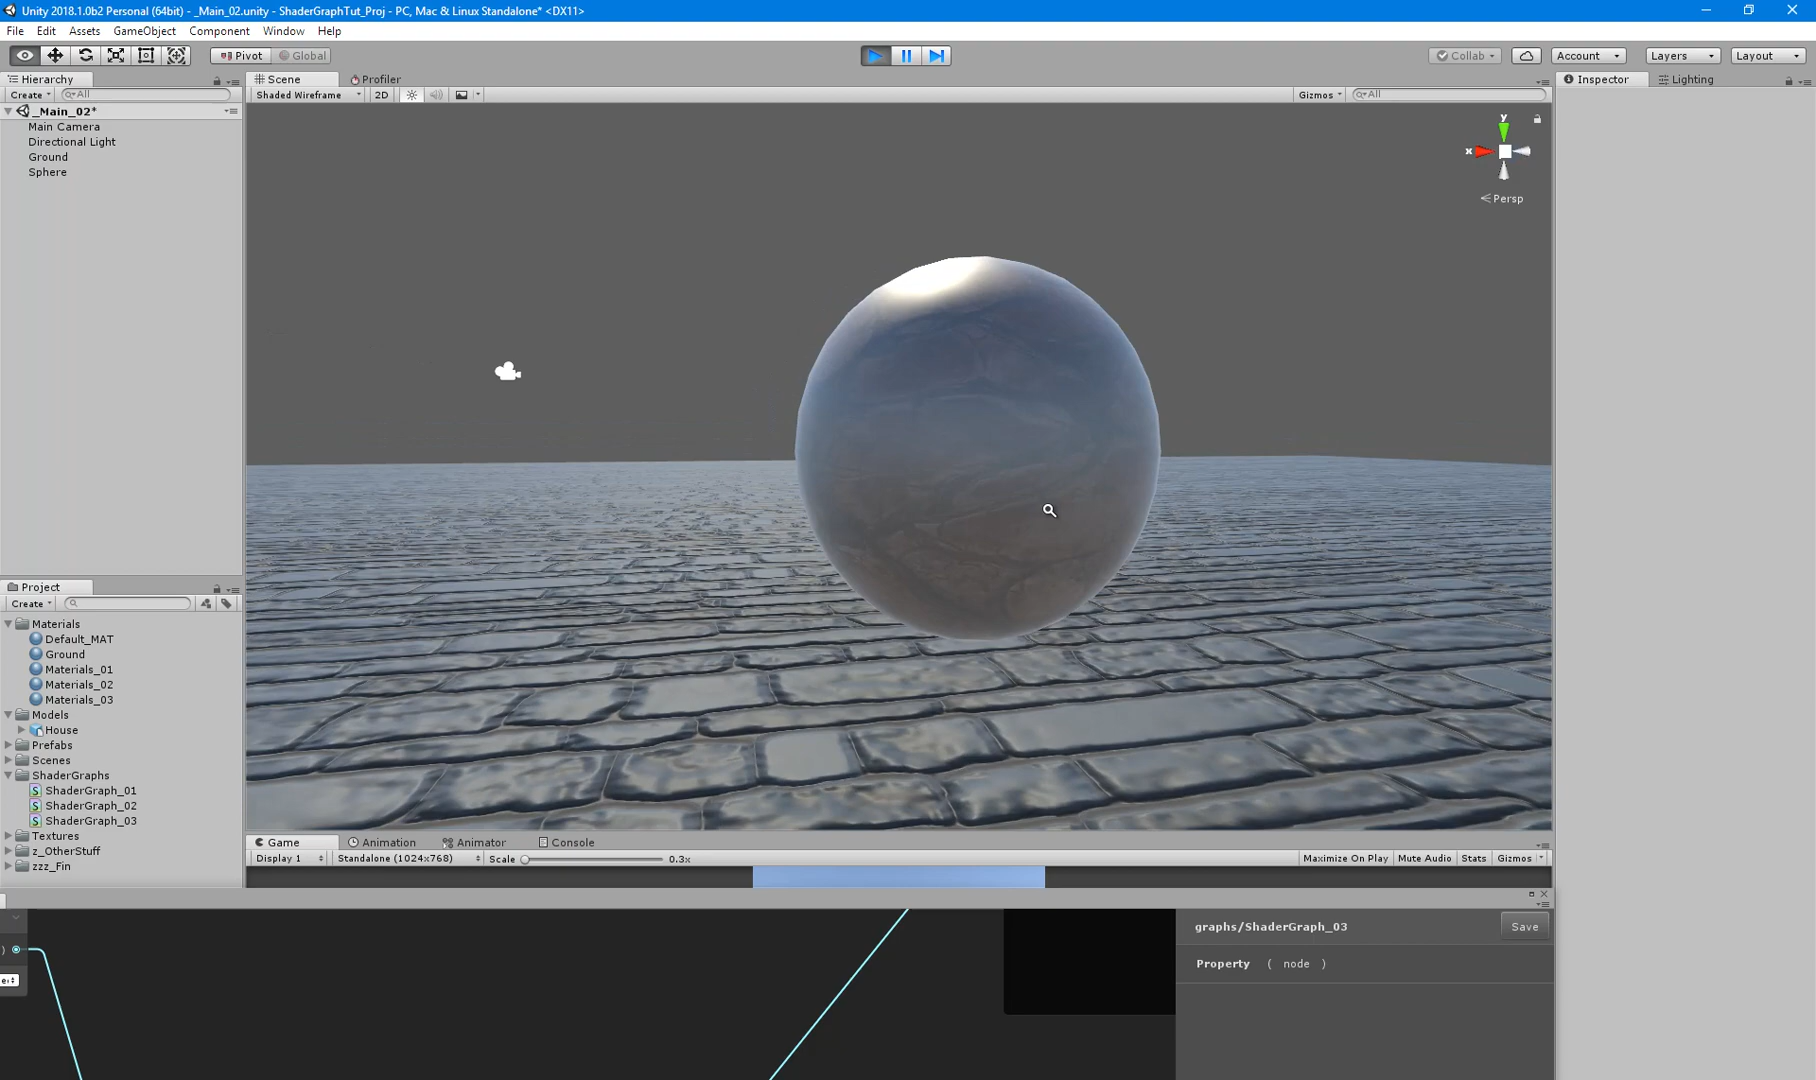 Unity 2018.1.0b2 Personal (64bit) - _Main_02.unity - ShaderGraphTut_Proj - PC, Mac & Linux Standalone* <DX11>
File Edit Assets GameObject Component Window Help
Pivot Global Collab Account Layers Layout
Hierarchy Scene Profiler Inspector Lighting
Create All Shaded Wireframe 2D Gizmos All
_Main_02*
Main Camera
Directional Light
Ground
Sphere
y
x
Persp
Project
Create
Materials
Default_MAT
Ground
Materials_01
Materials_02
Materials_03
Models
House
Prefabs
Scenes
ShaderGraphs
ShaderGraph_01
ShaderGraph_02
ShaderGraph_03
Textures
z_OtherStuff
zzz_Fin
Game Animation Animator Console
Display 1 Standalone (1024x768) Scale 0.3x Maximize On Play Mute Audio Stats Gizmos
graphs/ShaderGraph_03 Save
Property ( node )